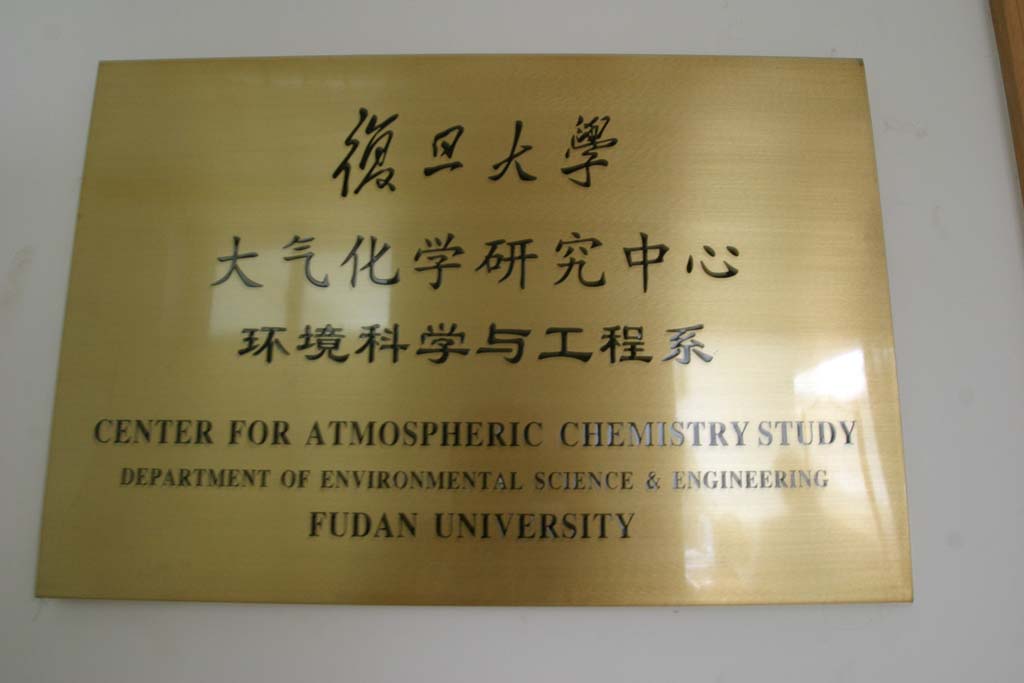 復旦大學
大气化学研究中心
环境科学与工程系
CENTER FOR ATMOSPHERIC CHEMISTRY STUDY
DEPARTMENT OF ENVIRONMENTAL SCIENCE & ENGINEERING
FUDAN UNIVERSITY